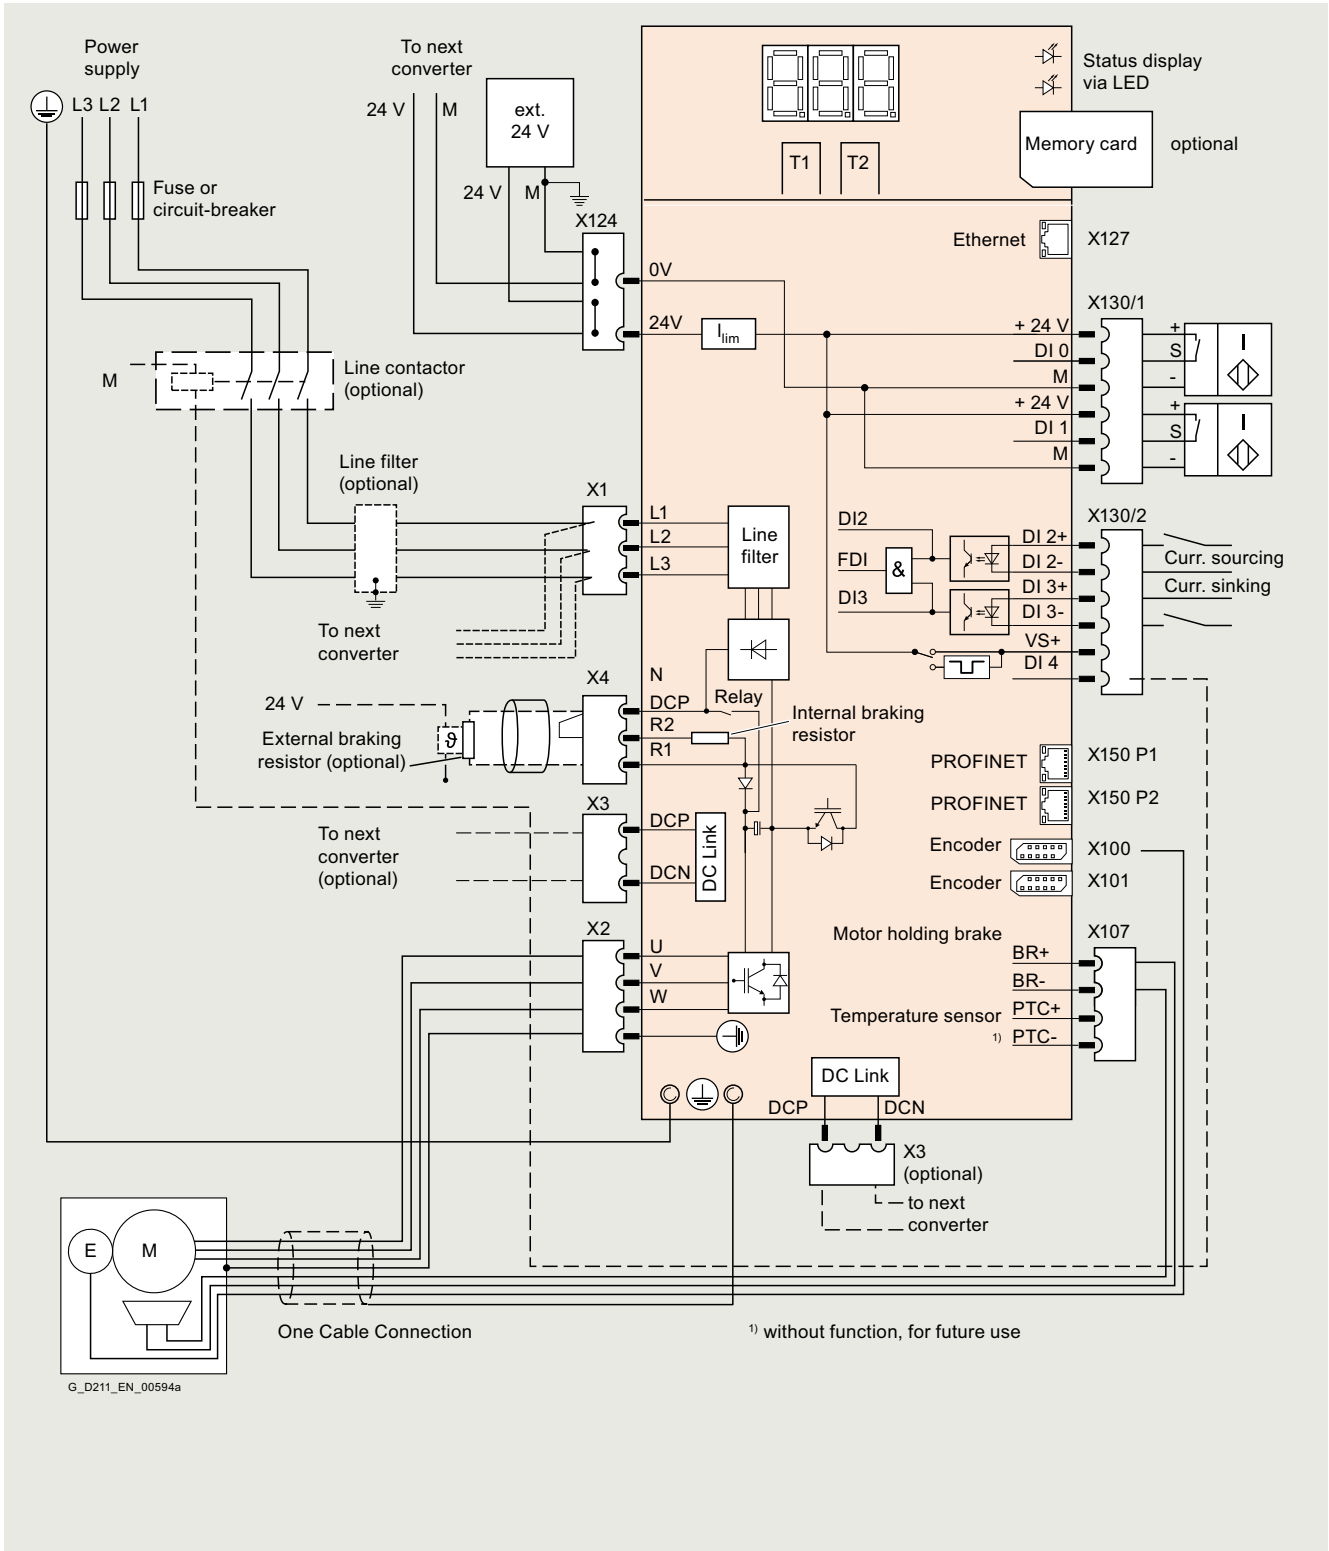 Power
supply
L3 L2 L1
Fuse or
circuit-breaker
To next
converter
24 V
M
ext.
24 V
24 V
M
X124
0V
24V
I lim
T1
T2
Status display
via LED
Memory card
optional
Ethernet
X127
X130/1
+ 24 V
DI 0
M
+ 24 V
DI 1
M
+
S
-
I
+
S
-
I
M
Line contactor
(optional)
Line filter
(optional)
X1
L1
L2
L3
Line
filter
To next
converter
DI2
FDI
DI3
&
X130/2
DI 2+
DI 2-
DI 3+
DI 3-
VS+
DI 4
Curr. sourcing
Curr. sinking
X4
N
DCP
R2
R1
Relay
Internal braking
resistor
24 V
ϑ
External braking
resistor (optional)
PROFINET
X150 P1
PROFINET
X150 P2
X3
DCP
DCN
DC Link
To next
converter
(optional)
Encoder
X100
Encoder
X101
X2
U
V
W
Motor holding brake
X107
BR+
BR-
Temperature sensor
PTC+
1)
PTC-
DC Link
DCP
DCN
X3
(optional)
to next
converter
E
M
One Cable Connection
1) without function, for future use
G_D211_EN_00594a